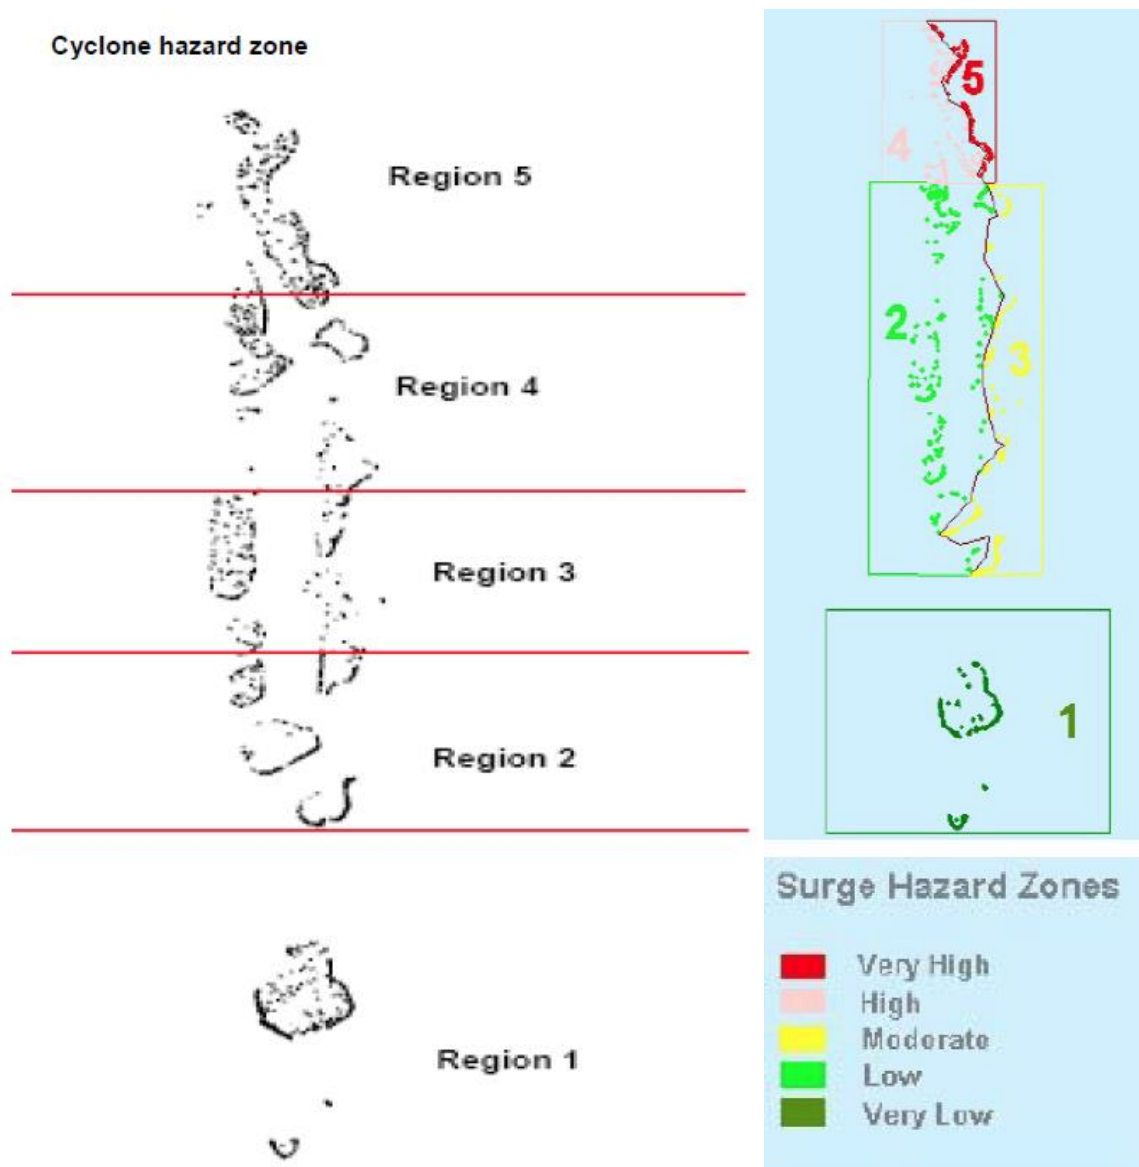 Cyclone hazard zone
Region 5
Region 4
Region 3
Region 2
Region 1
5
4
2
3
1
Surge Hazard Zones
Very High
High
Moderate
Low
Very Low